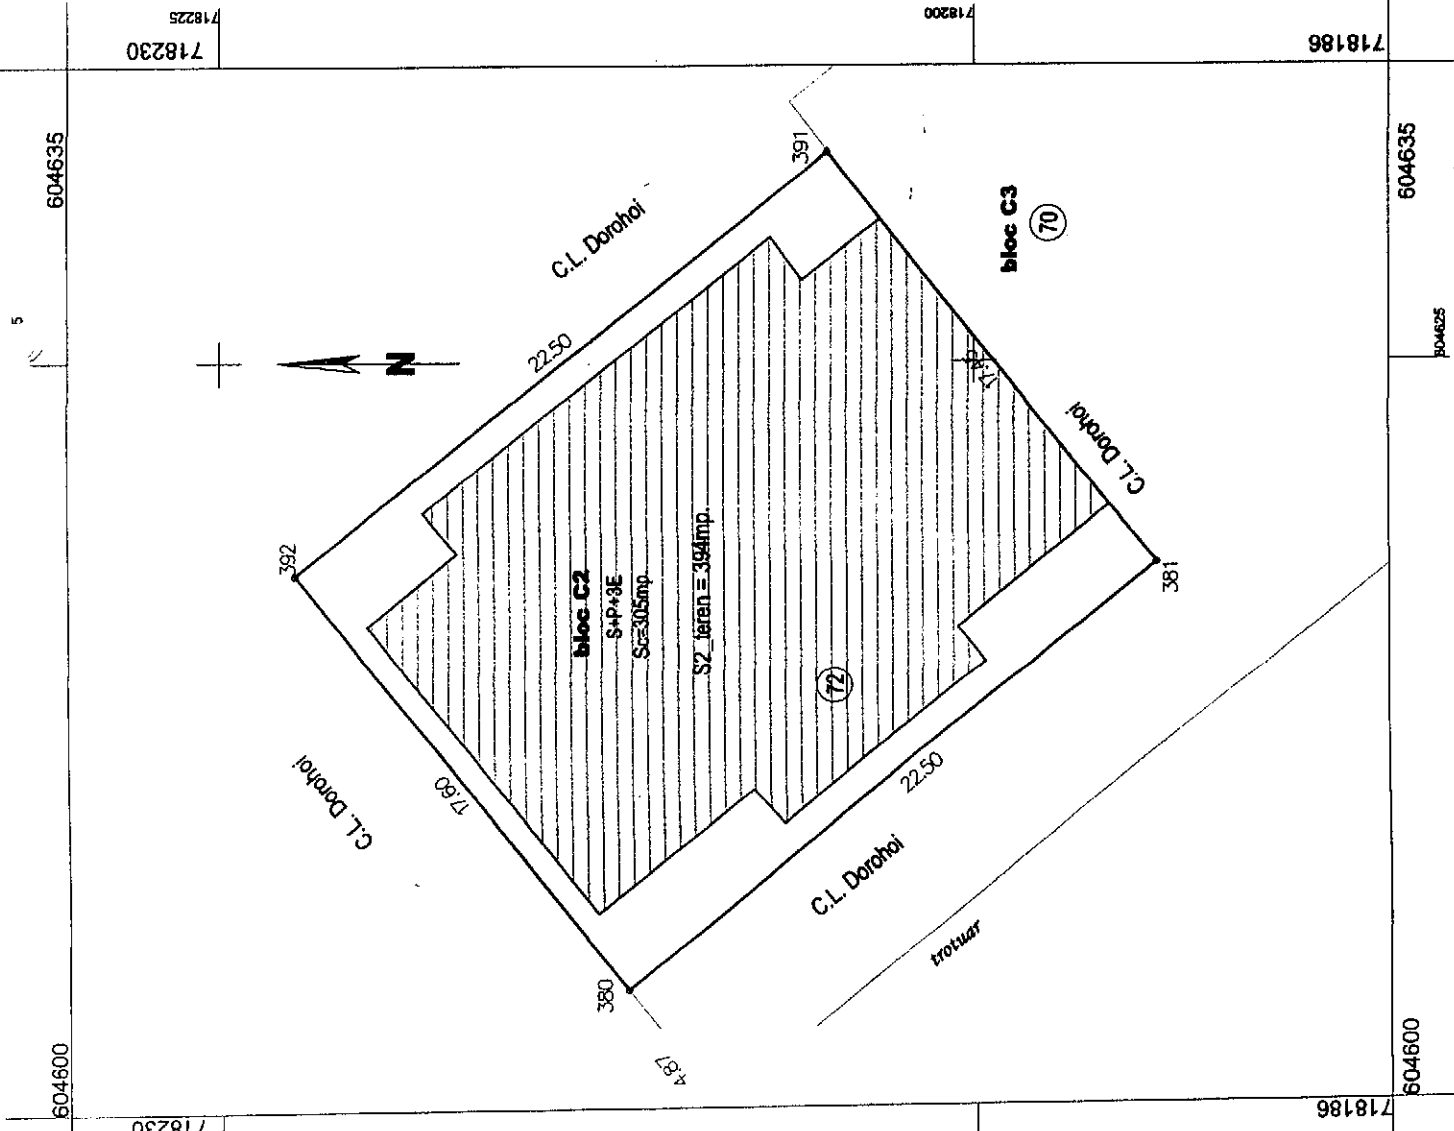 718225
718200
718230
718186
604635
604635
5
391
C.L. Dorohoi
bloc C3
70
N
22.50
604625
17.42
C.L. Dorohoi
392
381
bloc C2
S+P+3E
Sc=305mp.
S2_teren = 394mp.
72
C.L. Dorohoi
17.60
22.50
C.L. Dorohoi
trotuar
380
4.87
604600
604600
718186
718230